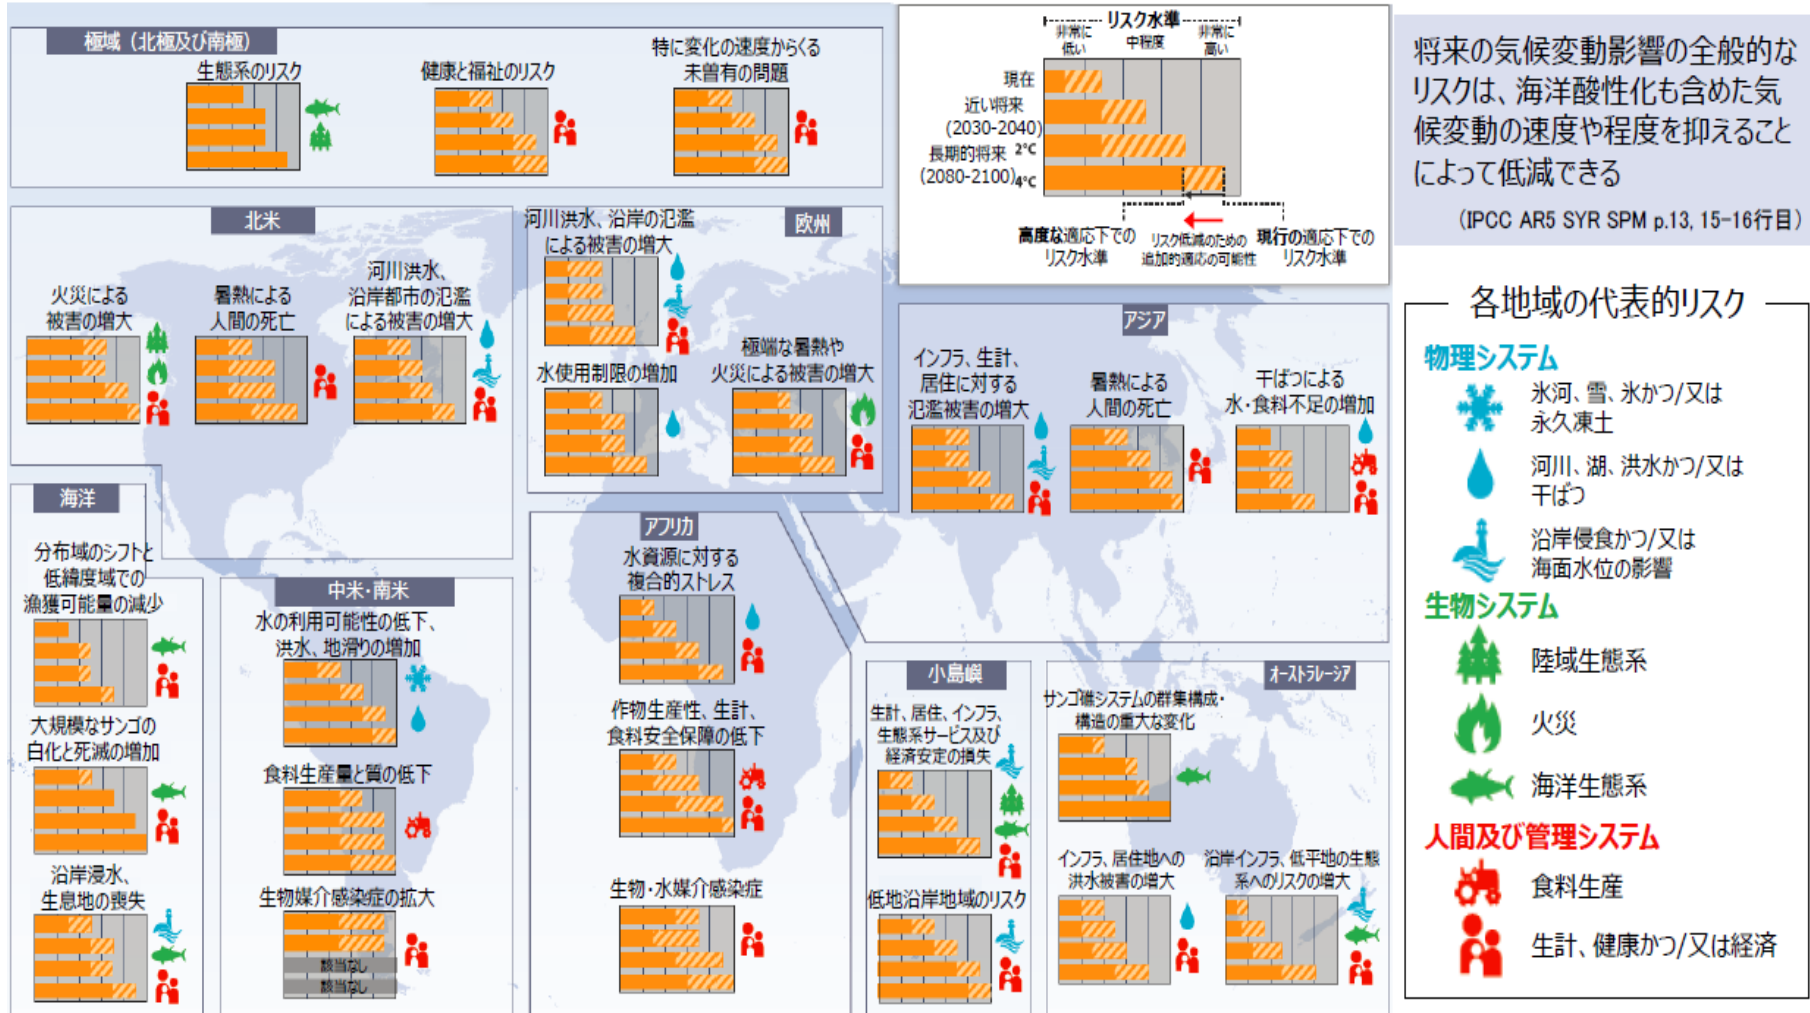 極域（北極及び南極）
生態系のリスク
健康と福祉のリスク
特に変化の速度からくる
未曽有の問題
リスク水準
非常に
低い
中程度
非常に
高い
現在
近い将来
(2030-2040)
長期的将来
(2080-2100)
2°C
4°C
高度な適応下での
リスク水準
リスク低減のための
追加的適応の可能性
現行の適応下での
リスク水準
将来の気候変動影響の全般的な
リスクは、海洋酸性化も含めた気
候変動の速度や程度を抑えること
によって低減できる
(IPCC AR5 SYR SPM p.13, 15-16行目)
北米
火災による
被害の増大
暑熱による
人間の死亡
河川洪水、
沿岸都市の氾濫
による被害の増大
欧州
河川洪水、沿岸の氾濫
による被害の増大
水使用制限の増加
極端な暑熱や
火災による被害の増大
アジア
インフラ、生計、
居住に対する
氾濫被害の増大
暑熱による
人間の死亡
干ばつによる
水・食料不足の増加
海洋
分布域のシフトと
低緯度域での
漁獲可能量の減少
大規模なサンゴの
白化と死滅の増加
沿岸浸水、
生息地の喪失
中米・南米
水の利用可能性の低下、
洪水、地滑りの増加
食料生産量と質の低下
生物媒介感染症の拡大
該当なし
該当なし
アフリカ
水資源に対する
複合的ストレス
作物生産性、生計、
食料安全保障の低下
生物・水媒介感染症
小島嶼
生計、居住、インフラ、
生態系サービス及び
経済安定の損失
低地沿岸地域のリスク
オーストラレーシア
サンゴ礁システムの群集構成・
構造の重大な変化
インフラ、居住地への
洪水被害の増大
沿岸インフラ、低平地の生態
系へのリスクの増大
各地域の代表的リスク
物理システム
氷河、雪、氷かつ/又は
永久凍土
河川、湖、洪水かつ/又は
干ばつ
沿岸侵食かつ/又は
海面水位の影響
生物システム
陸域生態系
火災
海洋生態系
人間及び管理システム
食料生産
生計、健康かつ/又は経済